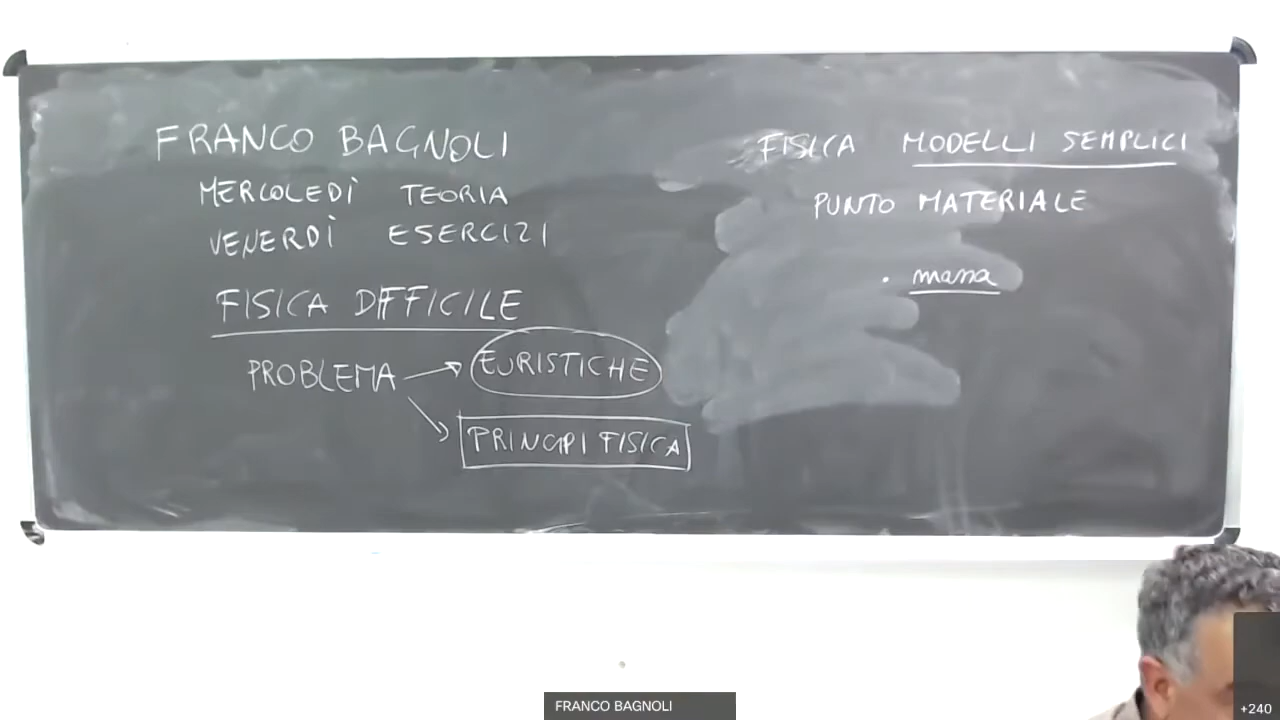 FRANCO BAGNOLI
MERCOLEDÌ TEORIA
VENERDÌ ESERCIZI
FISICA DIFFICILE
PROBLEMA
EURISTICHE
PRINCIPI FISICA
FISICA MODELLI SEMPLICI
PUNTO MATERIALE
. massa
FRANCO BAGNOLI
+240